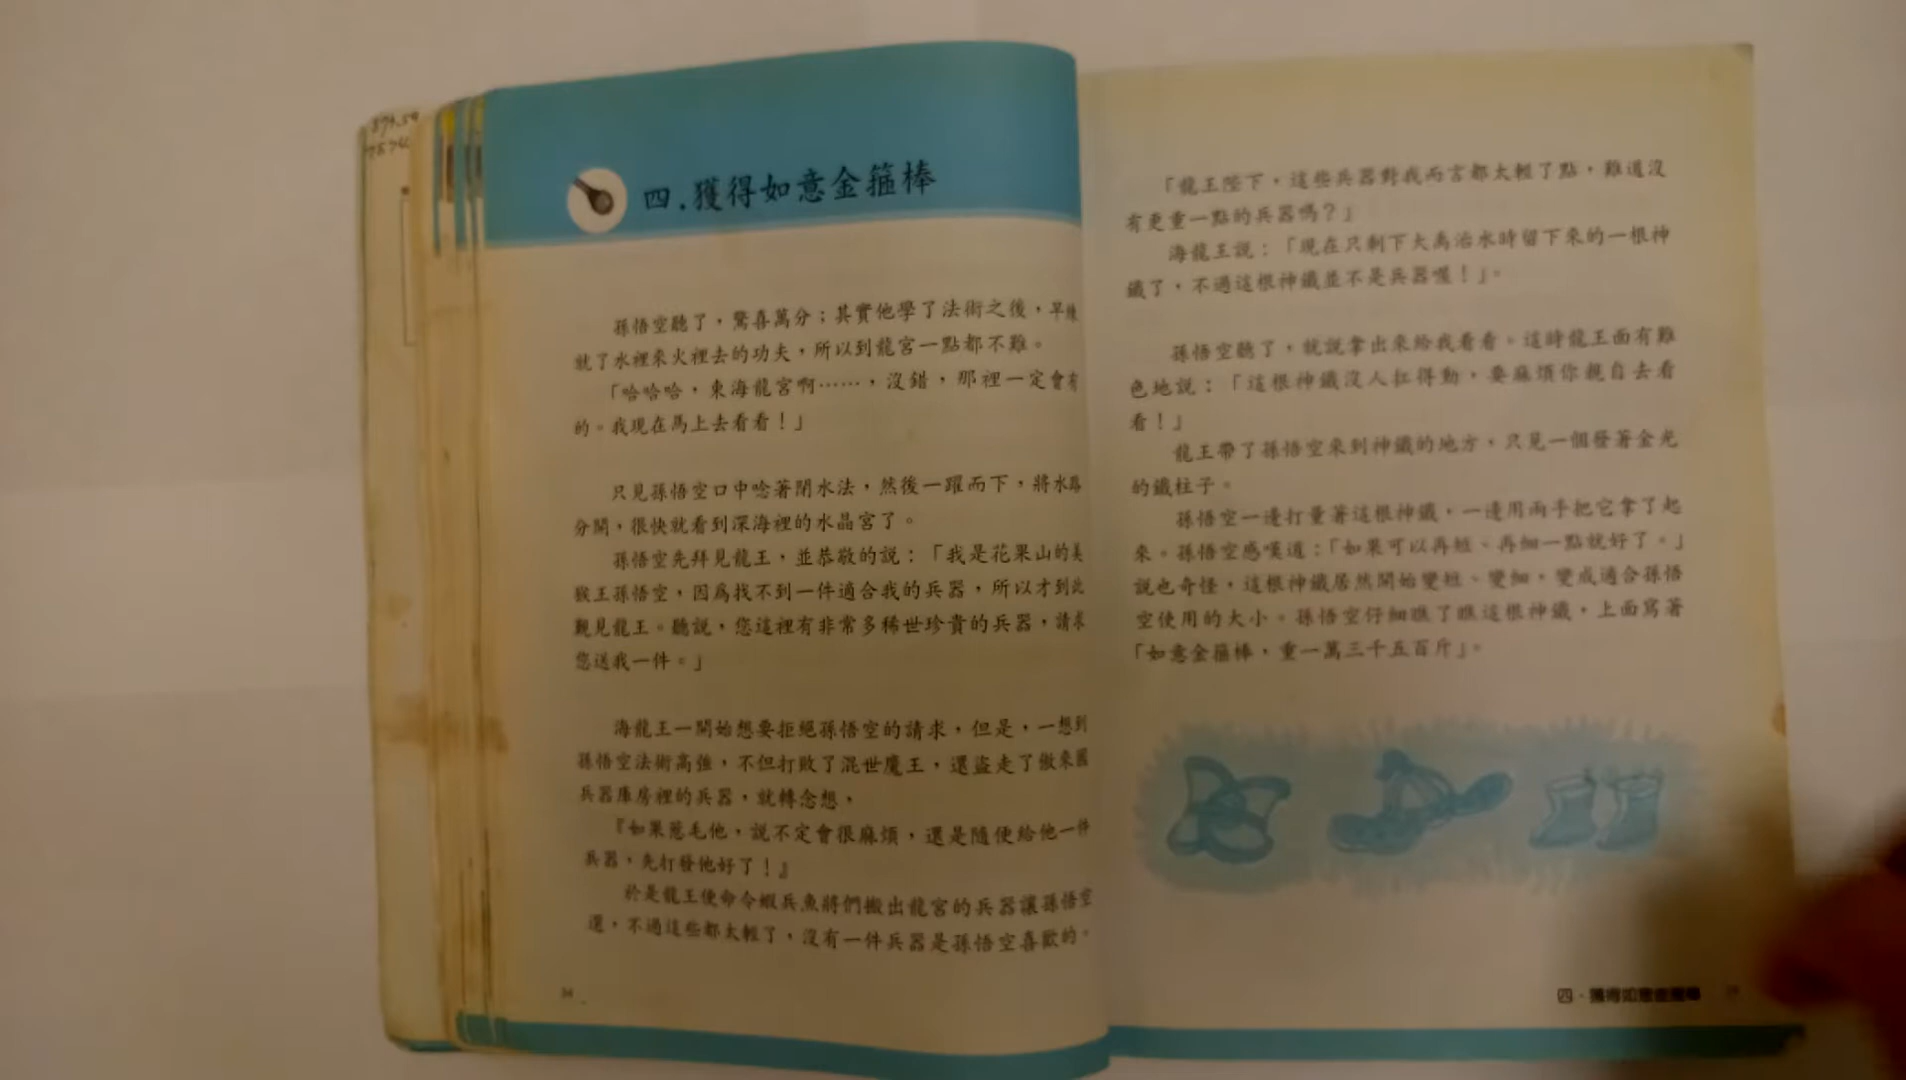 874.59
四.獲得如意金箍棒
孫悟空聽了，驚喜萬分；其實他學了法術之後，早練
就了水裡來火裡去的功夫，所以到龍宮一點都不難。
「哈哈哈，東海龍宮啊……，沒錯，那裡一定會有
的。我現在馬上去看看！」
只見孫悟空口中唸著閉水法，然後一躍而下，將水路
分開，很快就看到深海裡的水晶宮了。
孫悟空先拜見龍王，並恭敬的說：「我是花果山的美
猴王孫悟空，因為找不到一件適合我的兵器，所以才到此
覲見龍王。聽說，您這裡有非常多稀世珍貴的兵器，請求
您送我一件。」
海龍王一開始想要拒絕孫悟空的請求，但是，一想到
孫悟空法術高強，不但打敗了混世魔王，還盜走了傲來國
兵器庫房裡的兵器，就轉念想，
『如果惹毛他，說不定會很麻煩，還是隨便給他一件
兵器，先打發他好了！』
於是龍王便命令蝦兵魚將們搬出龍宮的兵器讓孫悟空
選，不過這些都太輕了，沒有一件兵器是孫悟空喜歡的。
「龍王陛下，這些兵器對我而言都太輕了點，難道沒
有更重一點的兵器嗎？」
海龍王說：「現在只剩下大禹治水時留下來的一根神
鐵了，不過這根神鐵並不是兵器喔！」。
孫悟空聽了，就說拿出來給我看看。這時龍王面有難
色地說：「這根神鐵沒人扛得動，要麻煩你親自去看
看！」
龍王帶了孫悟空來到神鐵的地方，只見一個發著金光
的鐵柱子。
孫悟空一邊打量著這根神鐵，一邊用兩手把它拿了起
來。孫悟空感嘆道：「如果可以再短、再細一點就好了。」
說也奇怪，這根神鐵居然開始變短、變細，變成適合孫悟
空使用的大小。孫悟空仔細瞧了瞧這根神鐵，上面寫著
「如意金箍棒，重一萬三千五百斤」。
四．獲得如意金箍棒